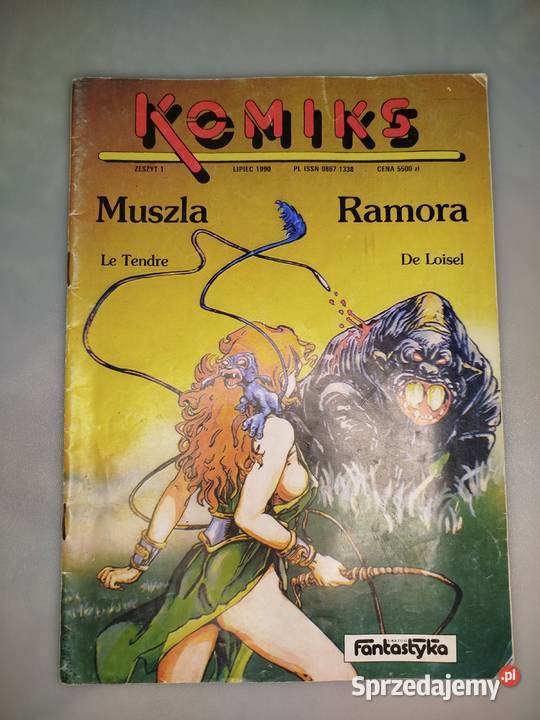 KOMIKS
ZESZYT 1 LIPIEC 1990 PL ISSN 0867-1338 CENA 5500 zł
Muszla Ramora
Le Tendre De Loisel
Fantastyka
Sprzedajemy.pl